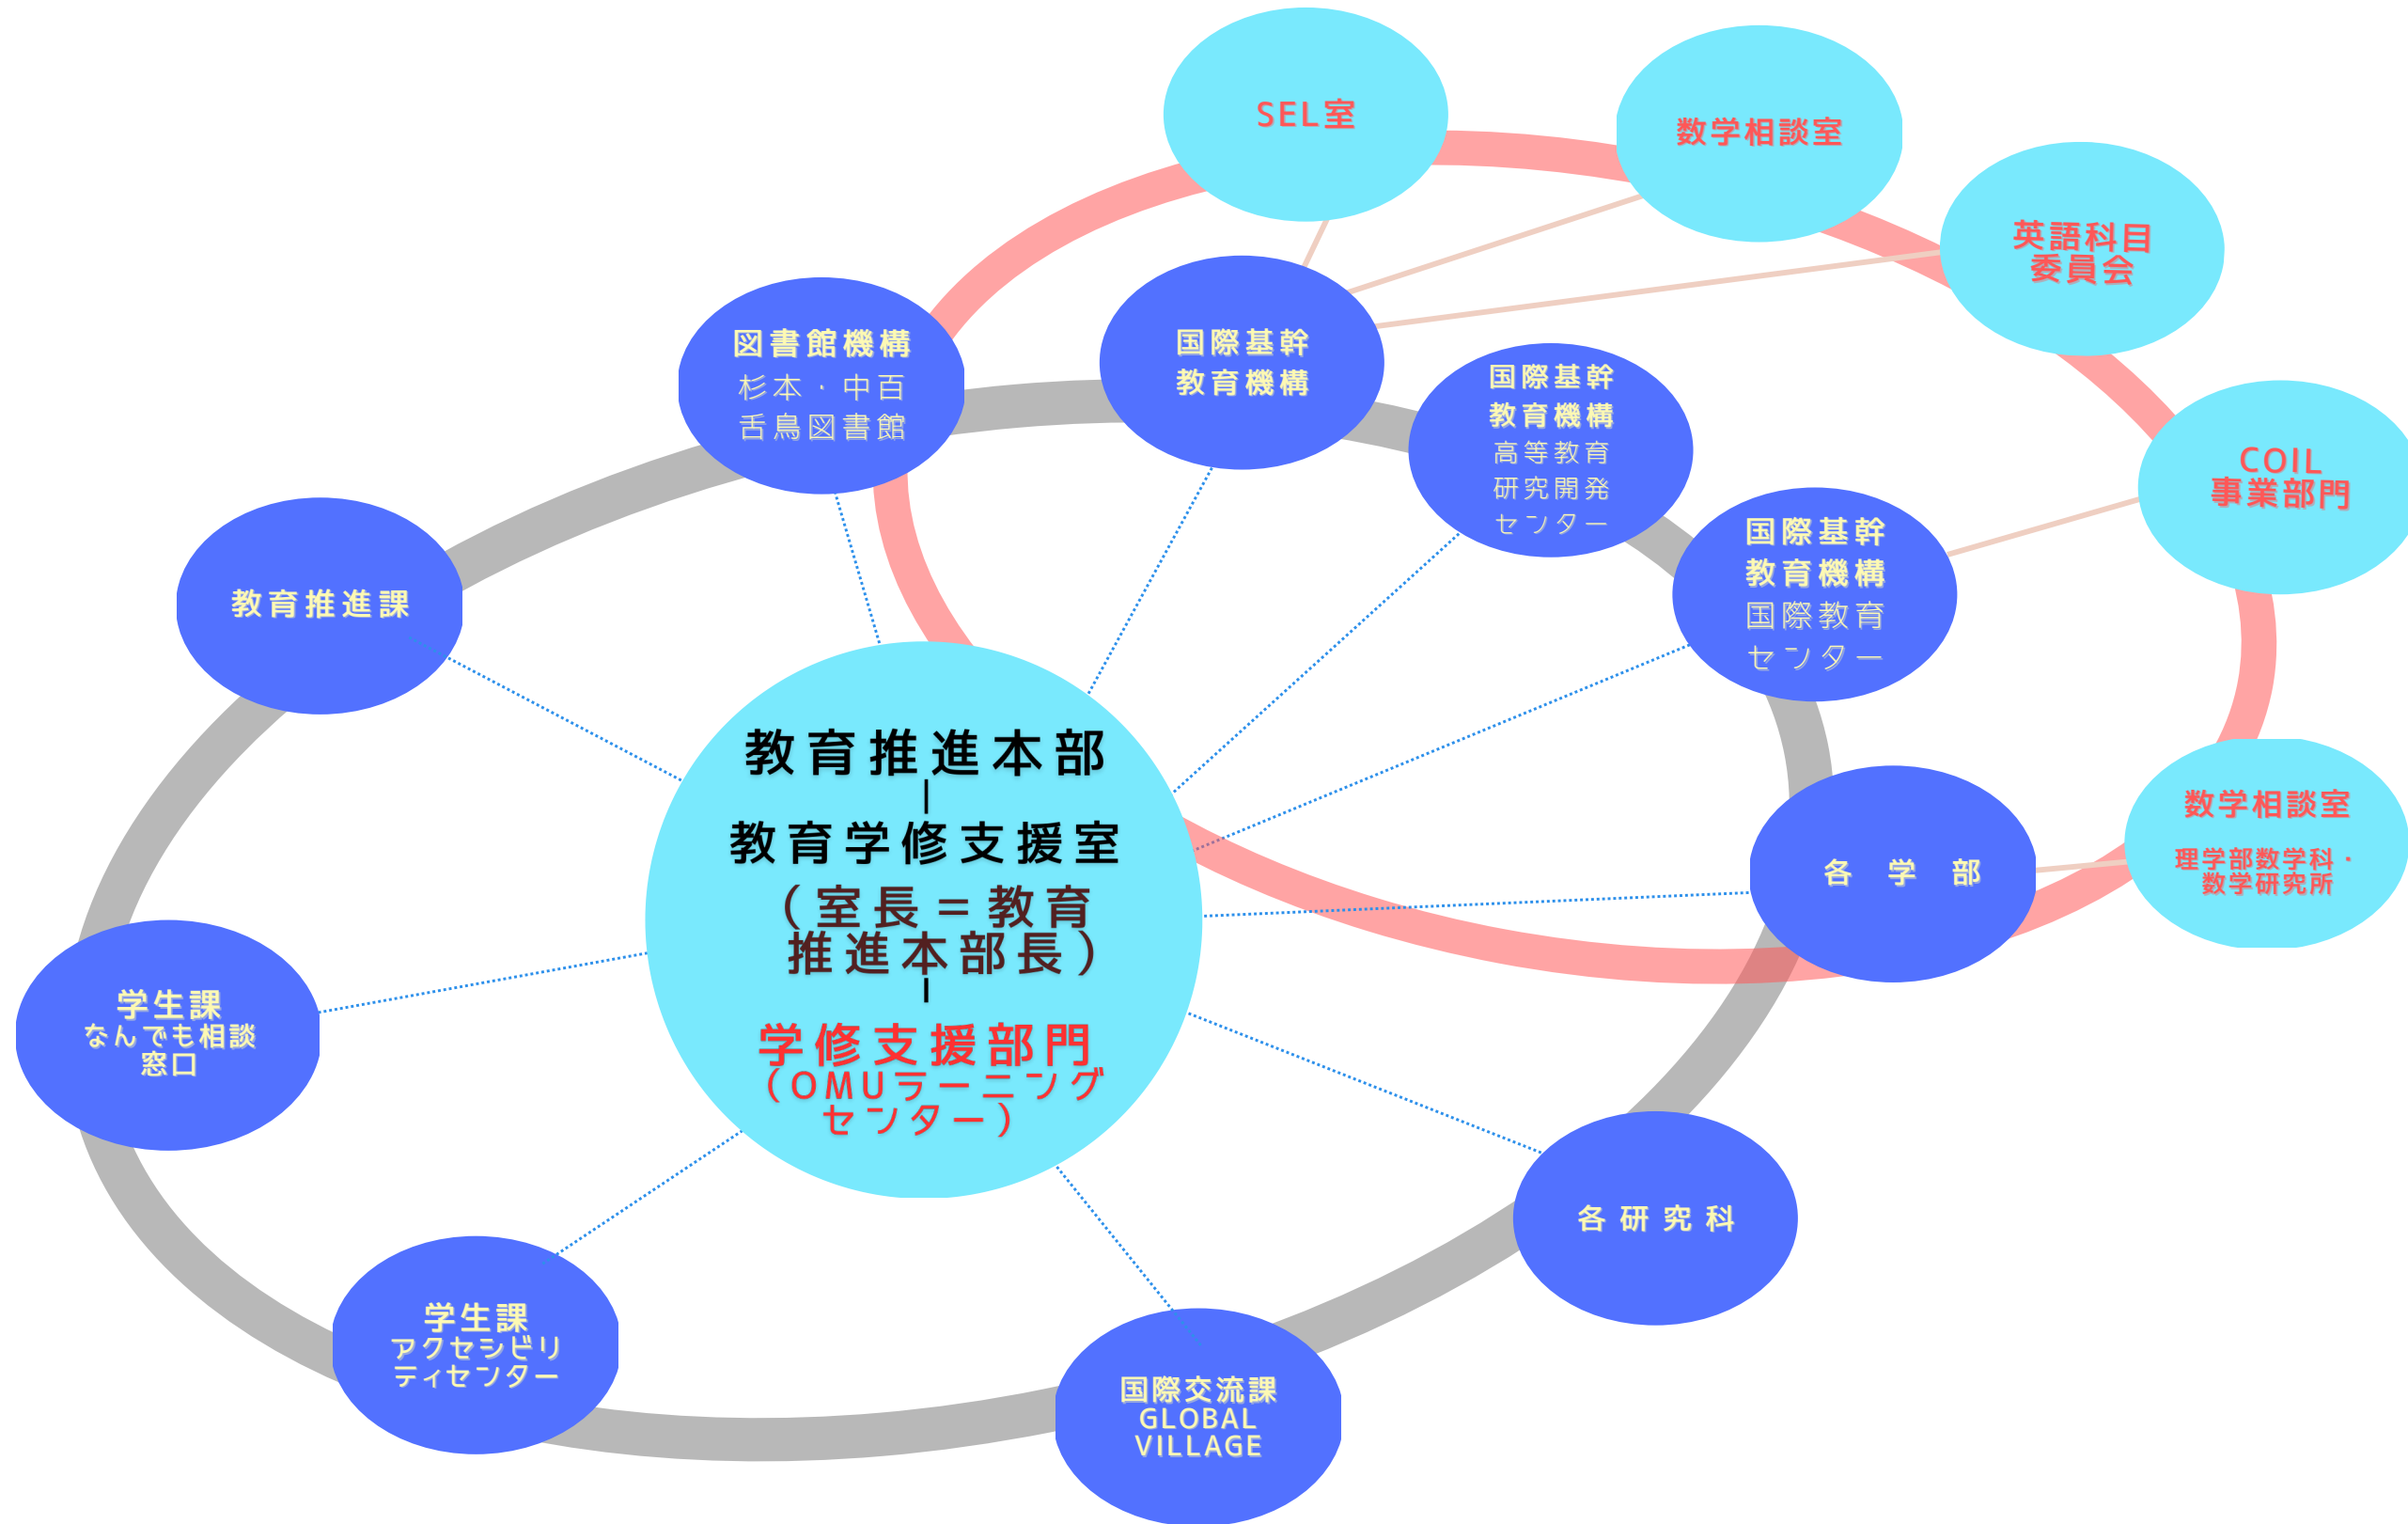 SEL室
数学相談室
英語科目
委員会
図書館機構
杉本・中百
舌鳥図書館
国際基幹
教育機構
国際基幹
教育機構
高等教育
研究開発
センター
COIL
事業部門
国際基幹
教育機構
国際教育
センター
教育推進課
教育推進本部
|
教育学修支援室
（室長＝教育
推進本部長）
|
学修支援部門
（OMUラーニング
センター）
数学相談室
理学部数学科・
数学研究所
各　学　部
学生課
なんでも相談
窓口
各研究科
学生課
アクセシビリ
ティセンター
国際交流課
GLOBAL
VILLAGE